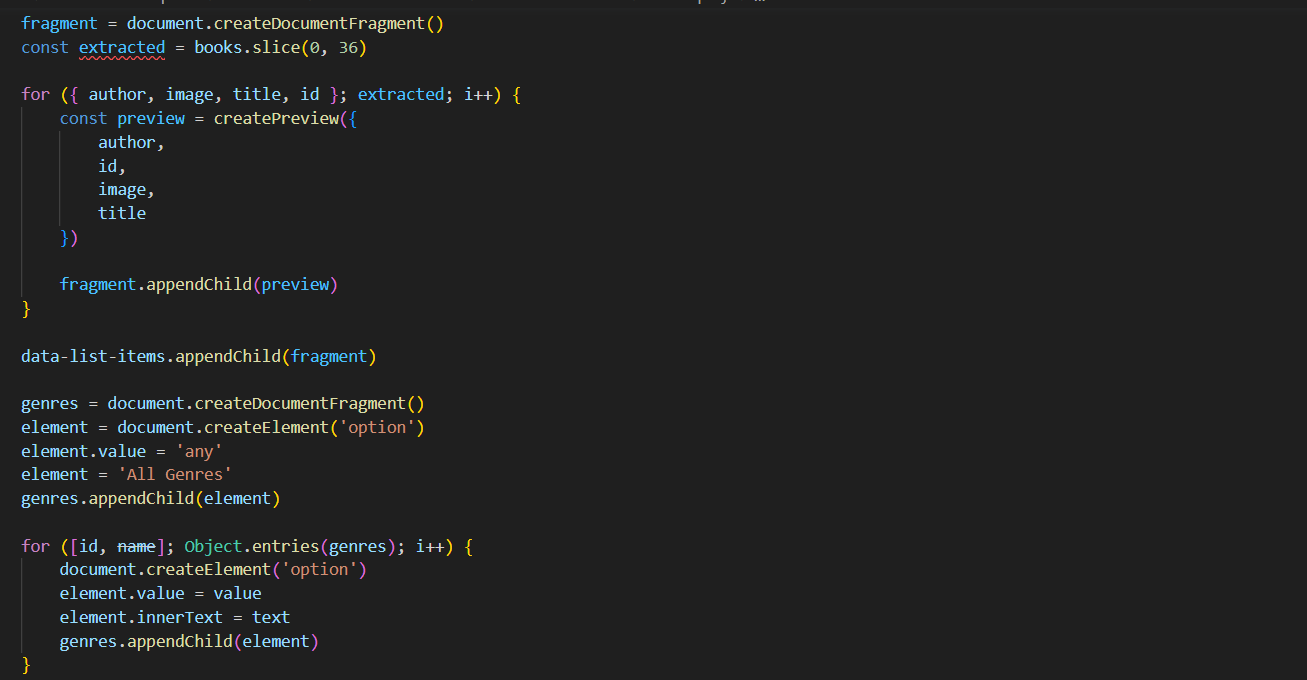 fragment = document.createDocumentFragment()
const extracted = books.slice(0, 36)
for ({ author, image, title, id }; extracted; i++) {
const preview = createPreview({
author,
id,
image,
title
})
fragment.appendChild(preview)
}
data-list-items.appendChild(fragment)
genres = document.createDocumentFragment()
element = document.createElement('option')
element.value = 'any'
element = 'All Genres'
genres.appendChild(element)
for ([id, name]; Object.entries(genres); i++) {
document.createElement('option')
element.value = value
element.innerText = text
genres.appendChild(element)
}